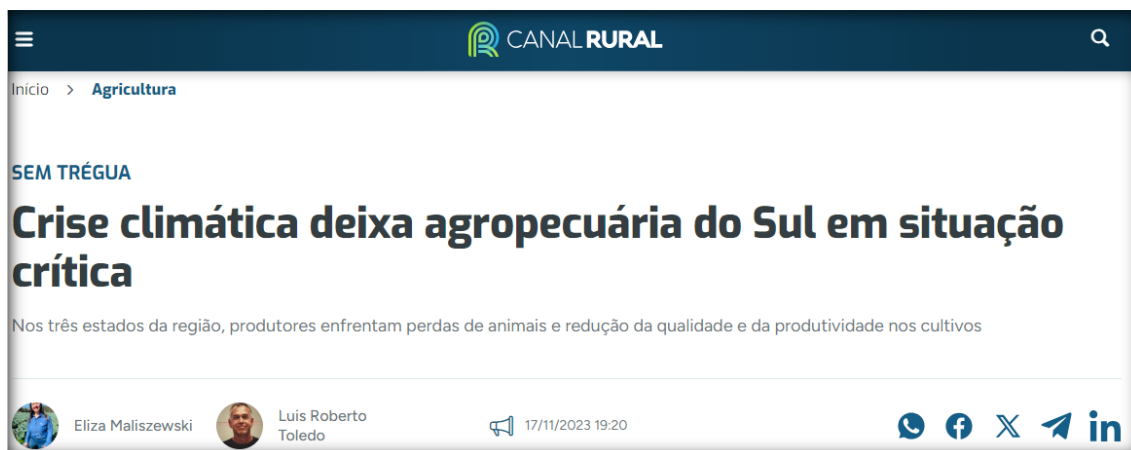 CANAL RURAL
Início > Agricultura
SEM TRÉGUA
Crise climática deixa agropecuária do Sul em situação
crítica
Nos três estados da região, produtores enfrentam perdas de animais e redução da qualidade e da produtividade nos cultivos
Eliza Maliszewski
Luis Roberto
Toledo
17/11/2023 19:20